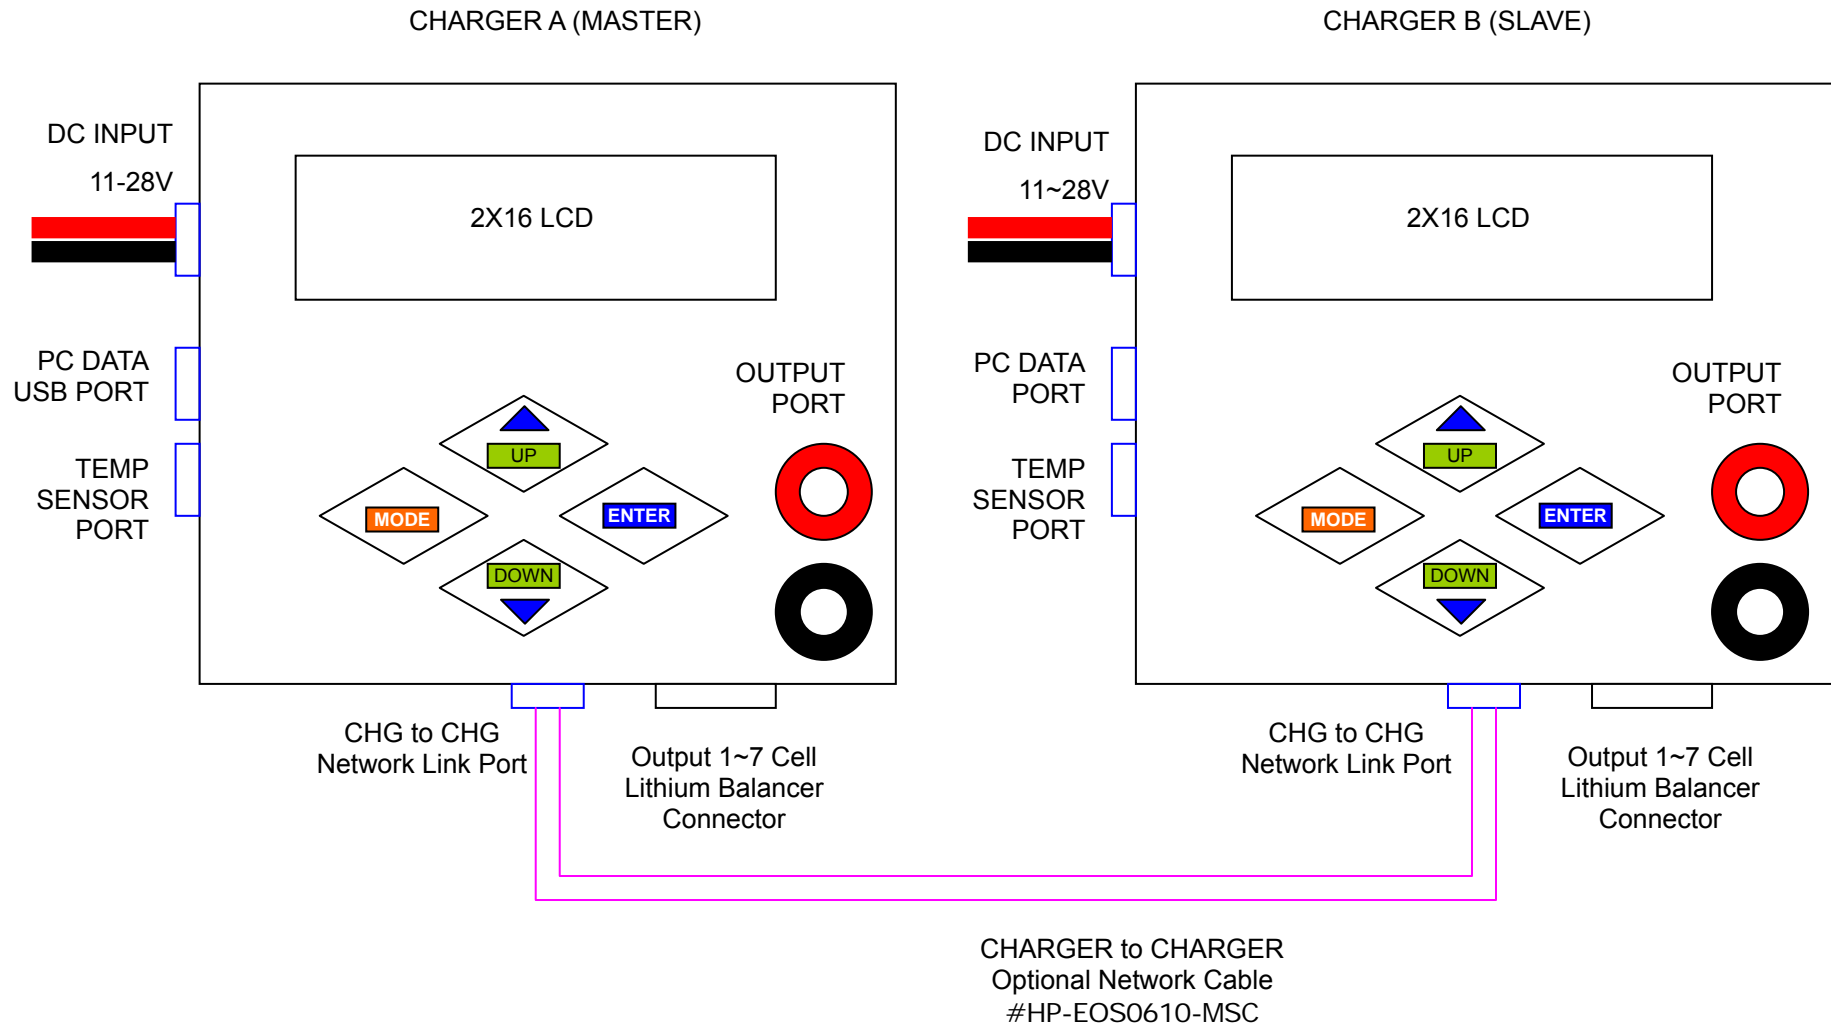 CHARGER A (MASTER)
DC INPUT
11-28V
2X16 LCD
PC DATA
USB PORT
TEMP
SENSOR
PORT
OUTPUT
PORT
UP
MODE
ENTER
DOWN
CHG to CHG
Network Link Port
Output 1~7 Cell
Lithium Balancer
Connector
CHARGER B (SLAVE)
DC INPUT
11~28V
2X16 LCD
PC DATA
PORT
TEMP
SENSOR
PORT
OUTPUT
PORT
UP
MODE
ENTER
DOWN
CHG to CHG
Network Link Port
Output 1~7 Cell
Lithium Balancer
Connector
CHARGER to CHARGER
Optional Network Cable
#HP-EOS0610-MSC